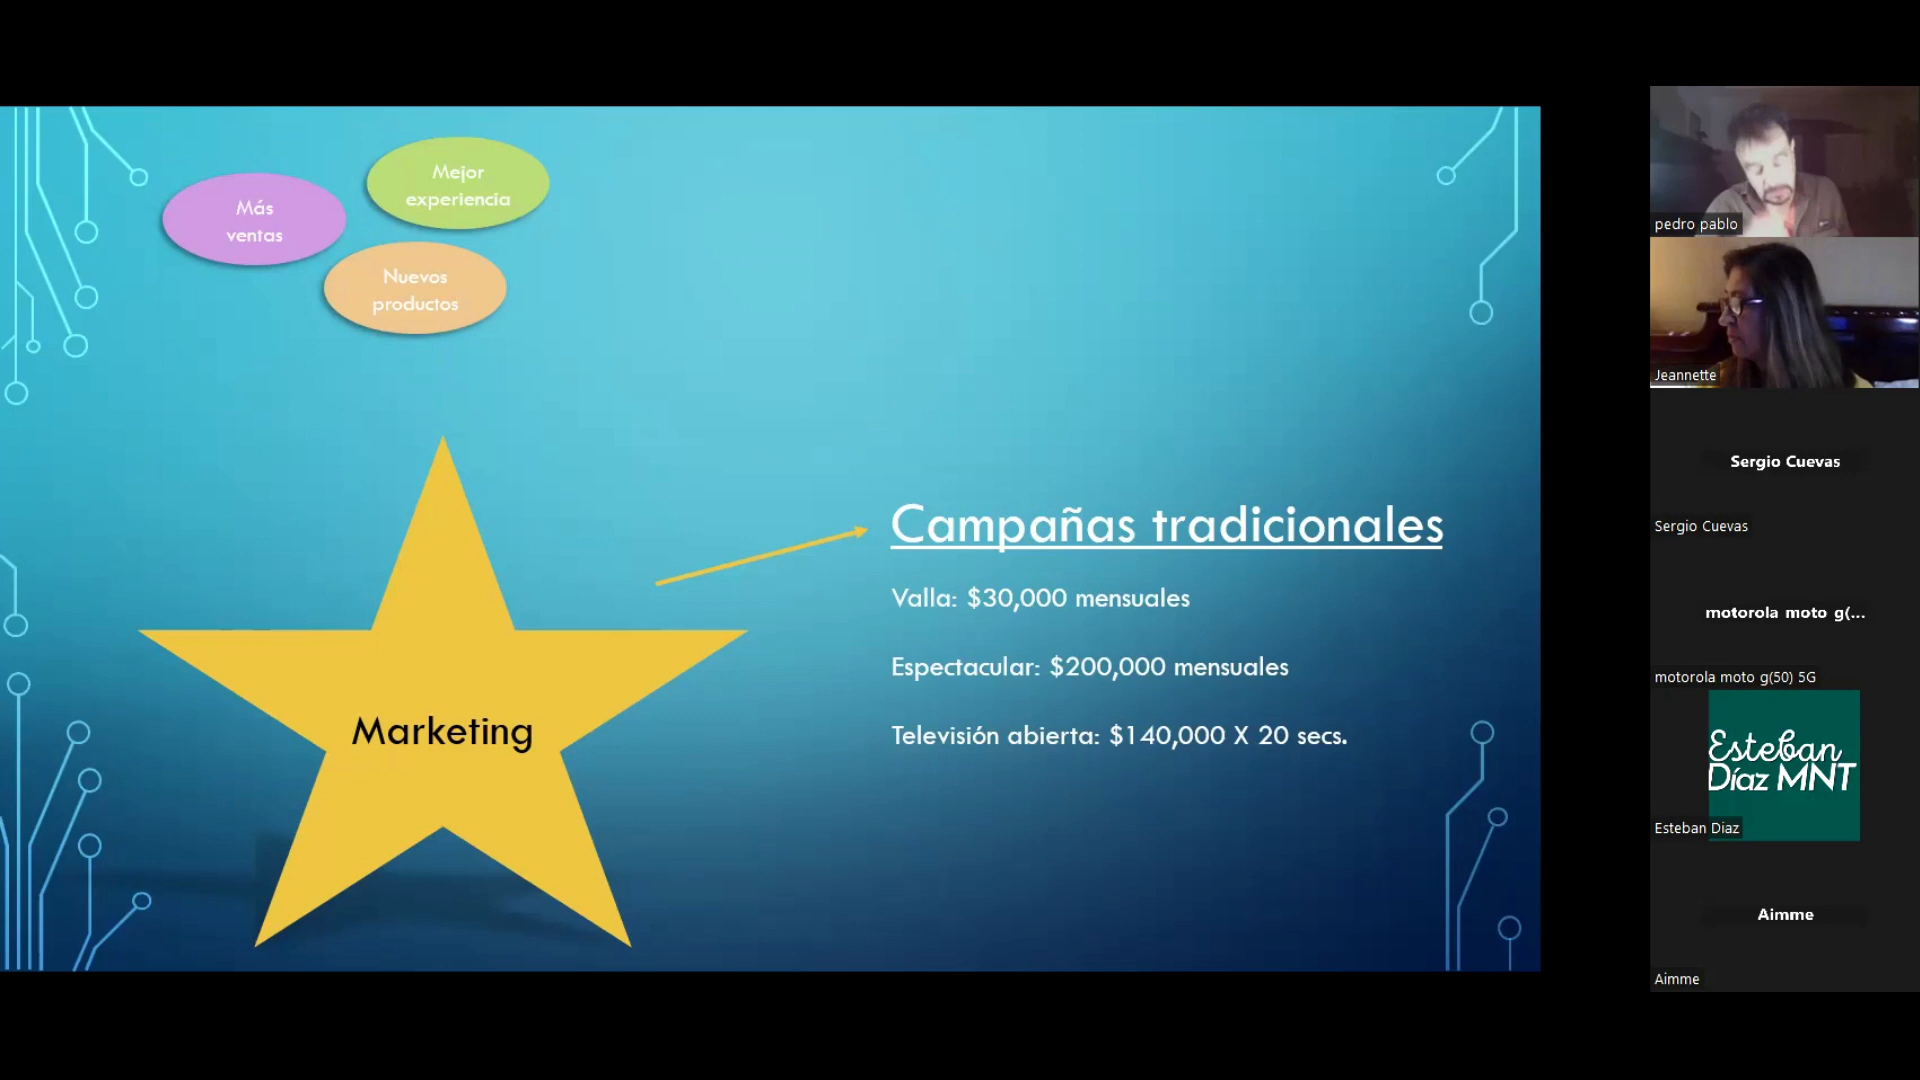 Más
ventas
Mejor
experiencia
Nuevos
productos
Marketing
Campañas tradicionales
Valla: $30,000 mensuales
Espectacular: $200,000 mensuales
Televisión abierta: $140,000 X 20 secs.
pedro pablo
Jeannette
Sergio Cuevas
Sergio Cuevas
motorola moto g(...
motorola moto g(50) 5G
Esteban
Díaz MNT
Esteban Diaz
Aimme
Aimme